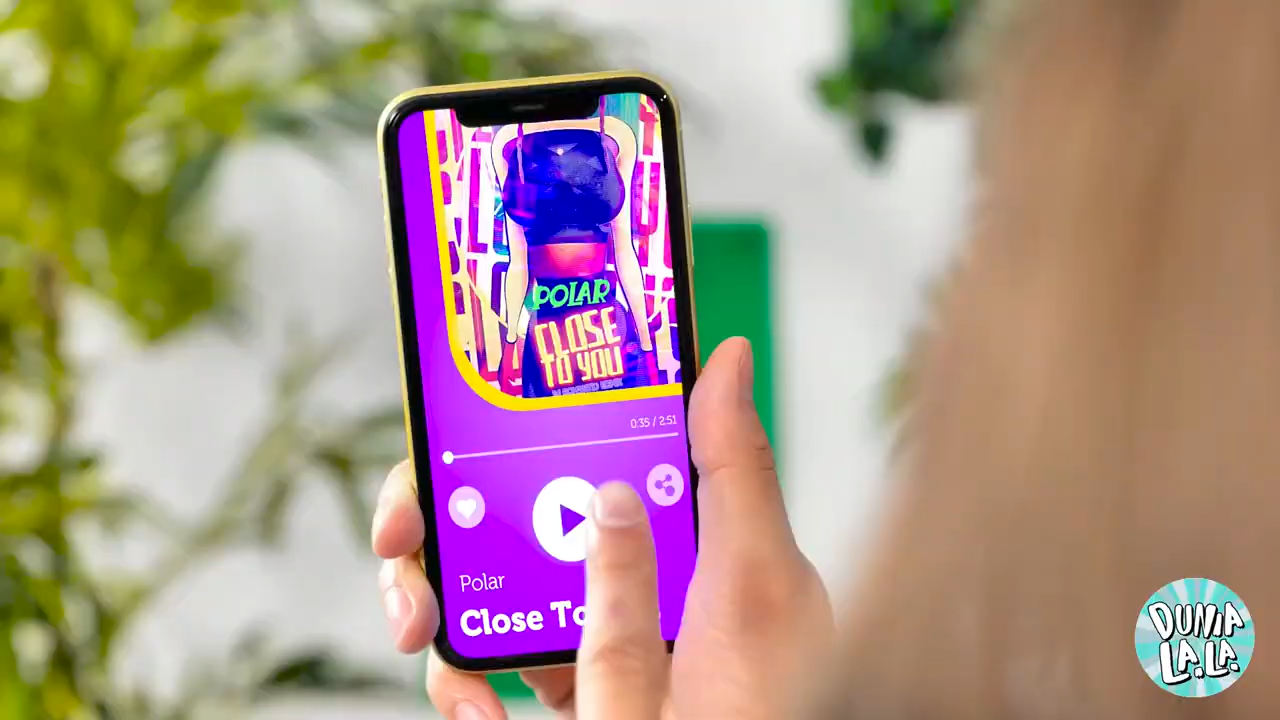 POLAR
CLOSE
TO YOU
0:35 / 2:51
Polar
Close To
DUNIA
LA.LA.